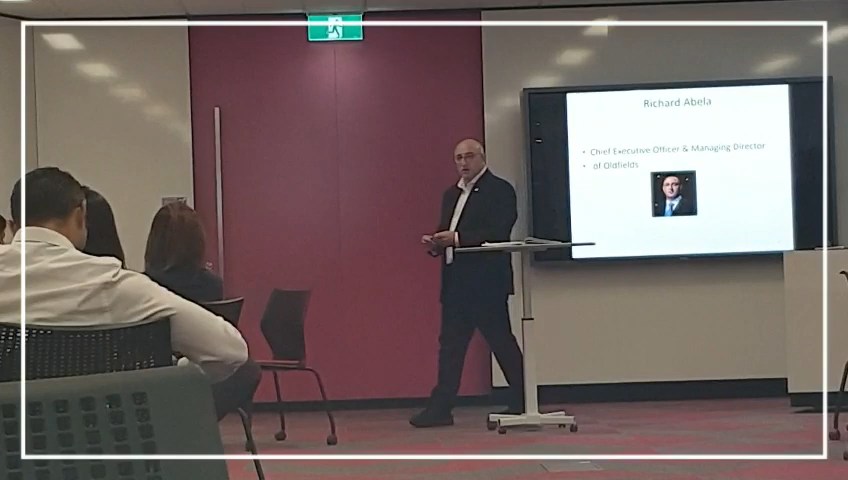 Richard Abela
• Chief Executive Officer & Managing Director
• of Oldfields